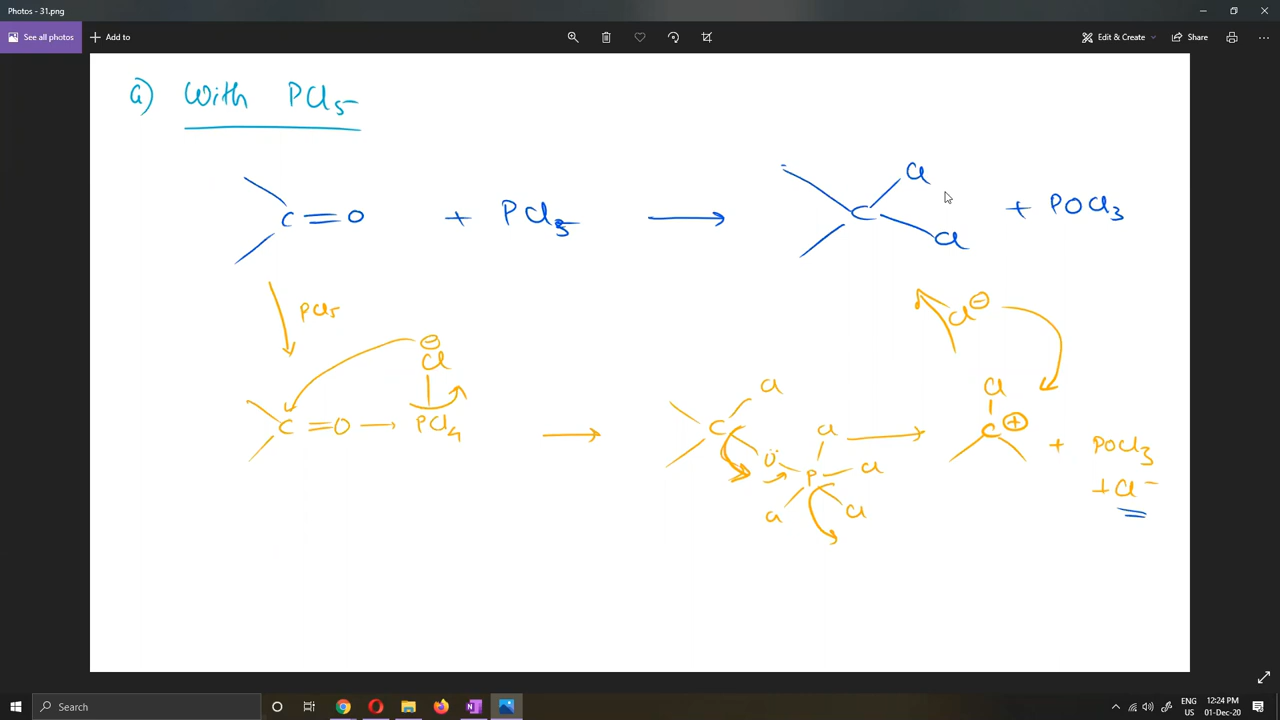 Photos - 31.png
See all photos
Add to
Edit & Create
Share
a) With PCl5
C=O + PCl5 → C Cl Cl + POCl3
PCl5
⊖
Cl
C=O → PCl4
→
C Cl
Ö
P Cl Cl Cl Cl
→
Cl⊖
Cl
C⊕ + POCl3
+ Cl−
Search
ENG
US
12:24 PM
01-Dec-20